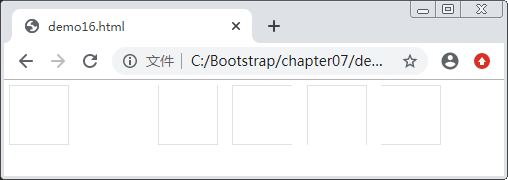 demo16.html
文件 | C:/Bootstrap/chapter07/de...